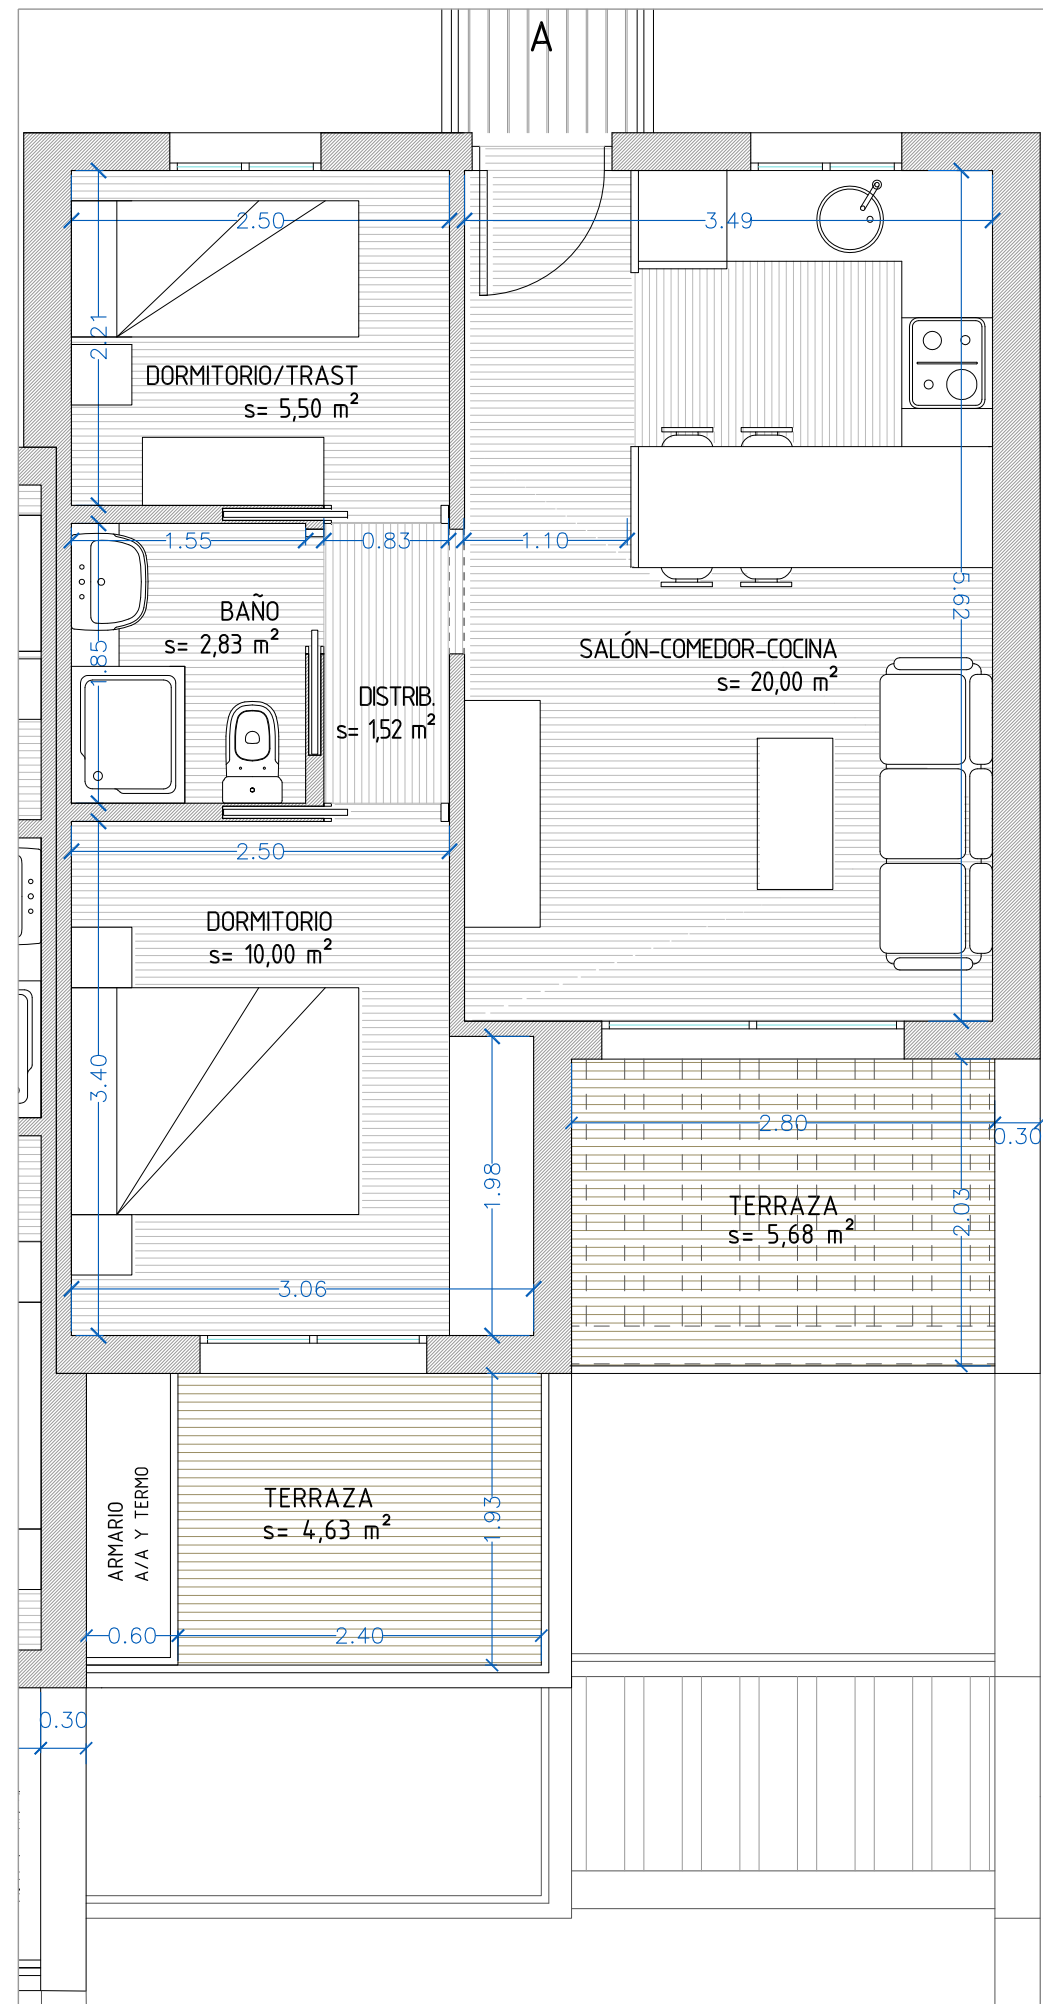 A
2.50
3.49
2.21
DORMITORIO/TRAST
s= 5,50 m²
1.55
0.83
1.10
5.62
BAÑO
s= 2,83 m²
1.85
SALÓN-COMEDOR-COCINA
s= 20,00 m²
DISTRIB.
s= 1,52 m²
2.50
DORMITORIO
s= 10,00 m²
3.40
2.80
0.30
1.98
TERRAZA
s= 5,68 m²
2.03
3.06
TERRAZA
s= 4,63 m²
1.93
ARMARIO
A/A Y TERMO
0.60
2.40
0.30